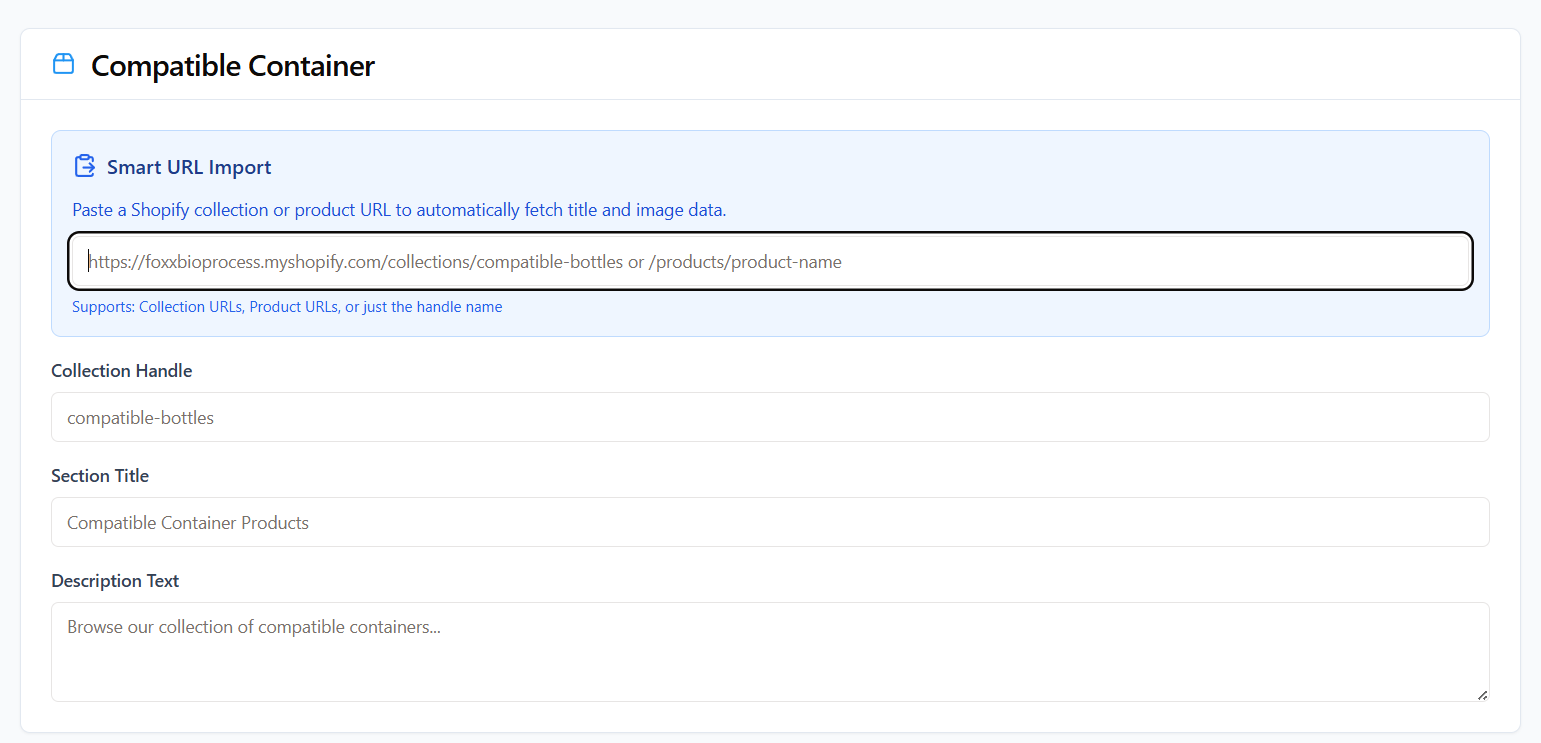 Compatible Container
Smart URL Import
Paste a Shopify collection or product URL to automatically fetch title and image data.
https://foxxbioprocess.myshopify.com/collections/compatible-bottles or /products/product-name
Supports: Collection URLs, Product URLs, or just the handle name
Collection Handle
compatible-bottles
Section Title
Compatible Container Products
Description Text
Browse our collection of compatible containers...